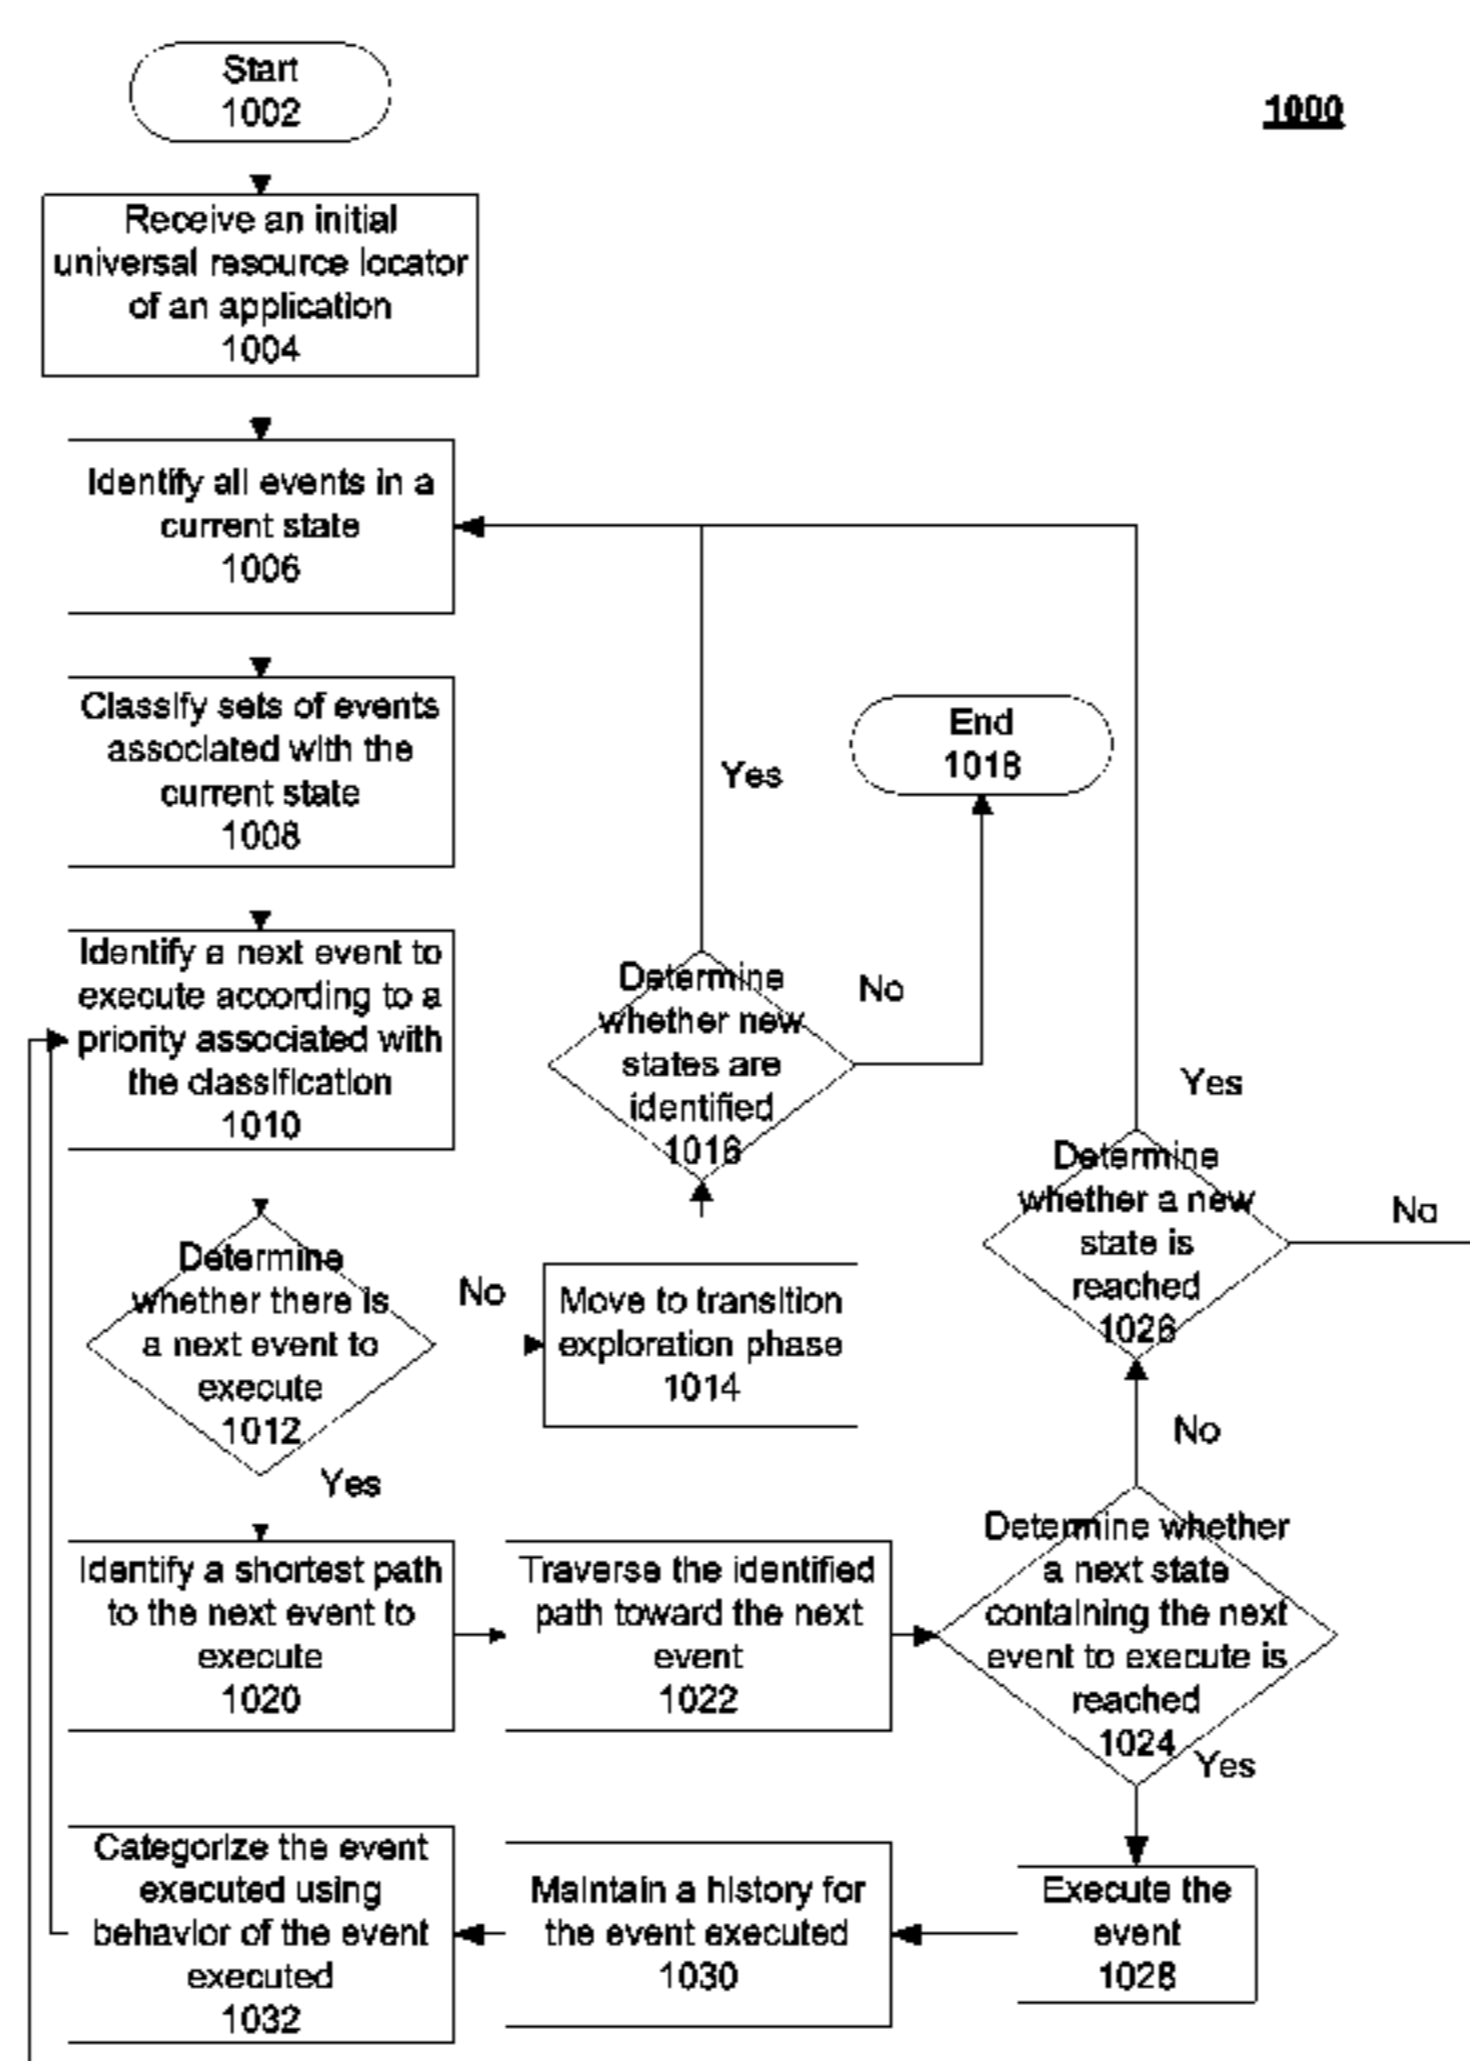 Start
1002
1000
Receive an initial
universal resource locator
of an application
1004
Identify all events in a
current state
1006
Classify sets of events
associated with the
current state
1008
Yes
End
1018
Identify a next event to
execute according to a
priority associated with
the classification
1010
Determine
whether new
states are
identified
1016
No
Yes
Determine
whether a new
state is
reached
1026
No
Determine
whether there is
a next event to
execute
1012
No
Move to transition
exploration phase
1014
No
Yes
Identify a shortest path
to the next event to
execute
1020
Traverse the identified
path toward the next
event
1022
Determine whether
a next state
containing the next
event to execute is
reached
1024
Yes
Categorize the event
executed using
behavior of the event
executed
1032
Maintain a history for
the event executed
1030
Execute the
event
1028